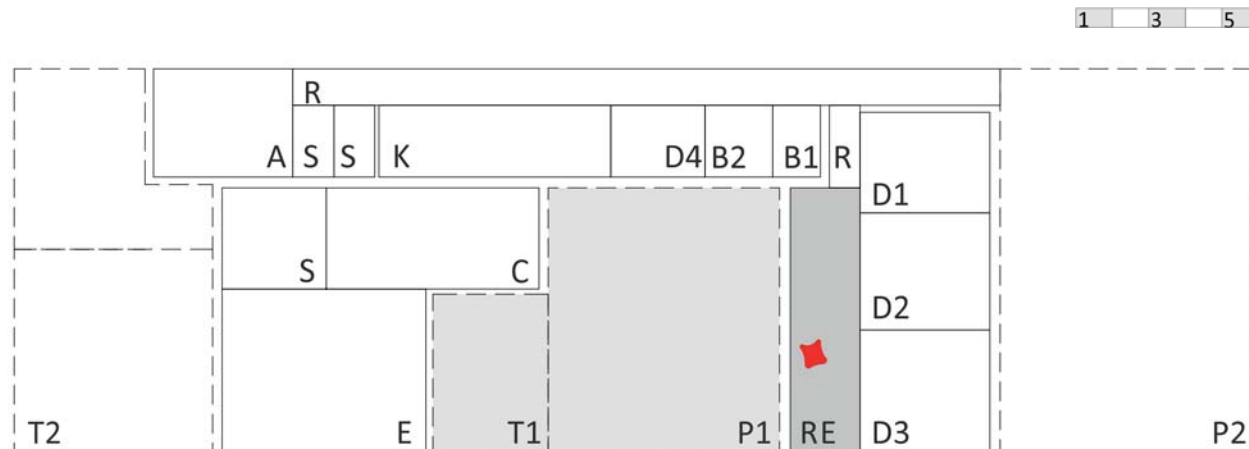 1 3 5
R
A S S K D4 B2 B1 R
D1
S C
D2
T2 E T1 P1 RE D3 P2